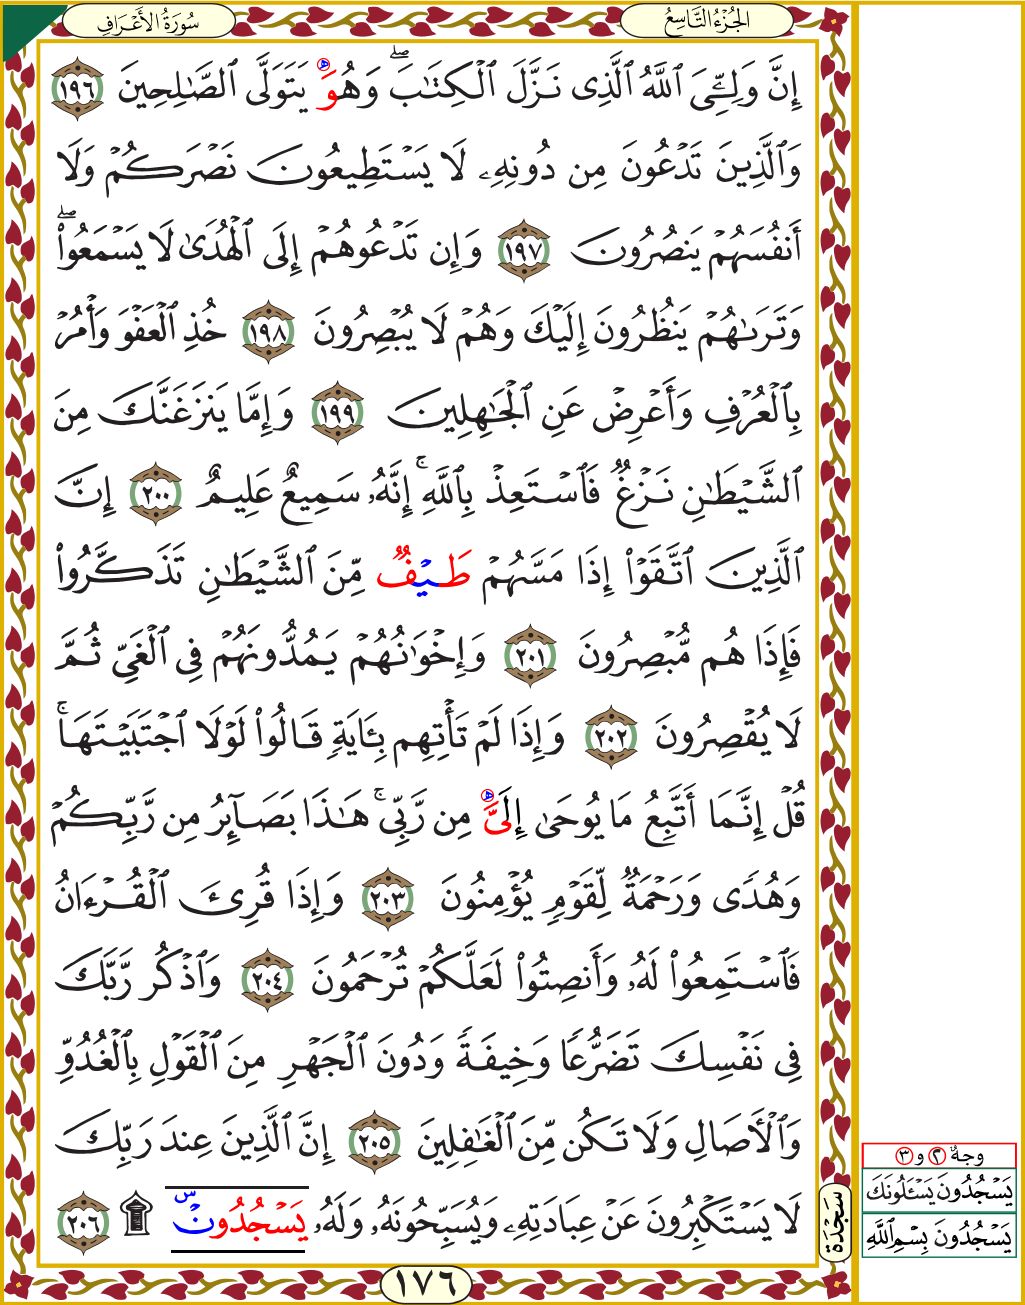 الجُزْءُ التَّاسِعُ
سُورَةُ الأَعْرَافِ
إِنَّ وَلِـِّۧىَ ٱللَّهُ ٱلَّذِى نَزَّلَ ٱلْكِتَٰبَۖ وَهُوَ يَتَوَلَّى ٱلصَّٰلِحِينَ ١٩٦
وَٱلَّذِينَ تَدْعُونَ مِن دُونِهِۦ لَا يَسْتَطِيعُونَ نَصْرَكُمْ وَلَا
أَنفُسَهُمْ يَنصُرُونَ ١٩٧ وَإِن تَدْعُوهُمْ إِلَى ٱلْهُدَىٰ لَا يَسْمَعُوا۟ۖ
وَتَرَىٰهُمْ يَنظُرُونَ إِلَيْكَ وَهُمْ لَا يُبْصِرُونَ ١٩٨ خُذِ ٱلْعَفْوَ وَأْمُرْ
بِٱلْعُرْفِ وَأَعْرِضْ عَنِ ٱلْجَٰهِلِينَ ١٩٩ وَإِمَّا يَنزَغَنَّكَ مِنَ
ٱلشَّيْطَٰنِ نَزْغٌ فَٱسْتَعِذْ بِٱللَّهِۚ إِنَّهُۥ سَمِيعٌ عَلِيمٌ ٢٠٠ إِنَّ
ٱلَّذِينَ ٱتَّقَوْا۟ إِذَا مَسَّهُمْ طَيْفٌ مِّنَ ٱلشَّيْطَٰنِ تَذَكَّرُوا۟
فَإِذَا هُم مُّبْصِرُونَ ٢٠١ وَإِخْوَٰنُهُمْ يَمُدُّونَهُمْ فِى ٱلْغَىِّ ثُمَّ
لَا يُقْصِرُونَ ٢٠٢ وَإِذَا لَمْ تَأْتِهِم بِـَٔايَةٍ قَالُوا۟ لَوْلَا ٱجْتَبَيْتَهَاۚ
قُلْ إِنَّمَا أَتَّبِعُ مَا يُوحَىٰ إِلَىَّ مِن رَّبِّىۚ هَٰذَا بَصَآئِرُ مِن رَّبِّكُمْ
وَهُدًى وَرَحْمَةٌ لِّقَوْمٍ يُؤْمِنُونَ ٢٠٣ وَإِذَا قُرِئَ ٱلْقُرْءَانُ
فَٱسْتَمِعُوا۟ لَهُۥ وَأَنصِتُوا۟ لَعَلَّكُمْ تُرْحَمُونَ ٢٠٤ وَٱذْكُر رَّبَّكَ
فِى نَفْسِكَ تَضَرُّعًا وَخِيفَةً وَدُونَ ٱلْجَهْرِ مِنَ ٱلْقَوْلِ بِٱلْغُدُوِّ
وَٱلْأَصَالِ وَلَا تَكُن مِّنَ ٱلْغَٰفِلِينَ ٢٠٥ إِنَّ ٱلَّذِينَ عِندَ رَبِّكَ
لَا يَسْتَكْبِرُونَ عَنْ عِبَادَتِهِۦ وَيُسَبِّحُونَهُۥ وَلَهُۥ يَسْجُدُونَ ۩ ٢٠٦
سَجْدَة
وجهُ ٢ و ٣
يَسْجُدُونَ يَسْـَٔلُونَكَ
يَسْجُدُونَ بِسْمِ ٱللَّهِ
١٧٦